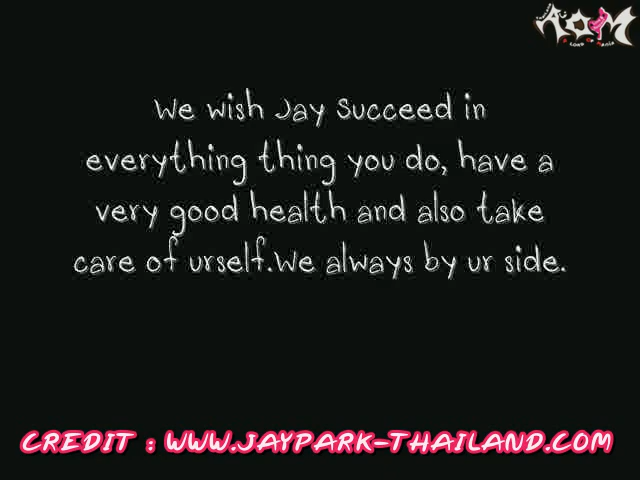 AOM
We wish Jay Succeed in
everything thing you do, have a
very good health and also take
care of urself.We always by ur side.
CREDIT : WWW.JAYPARK-THAILAND.COM